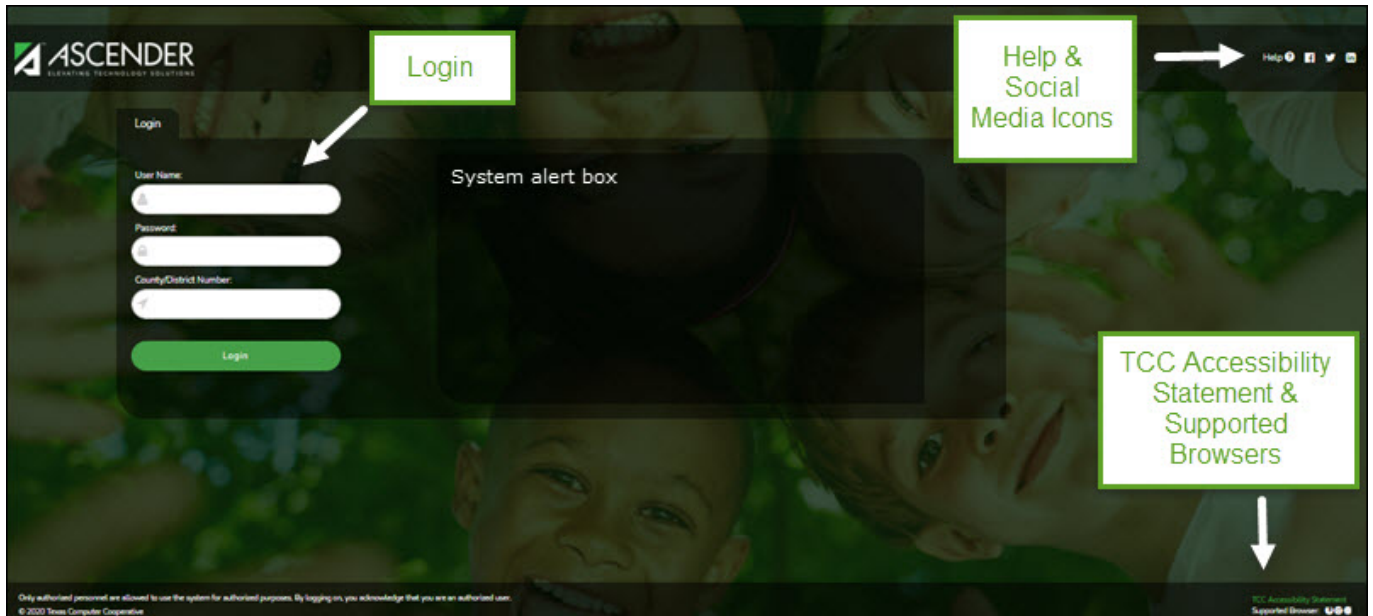 ASCENDER
ELEVATING TECHNOLOGY SOLUTIONS
Login
Help &
Social
Media Icons
Help ?
Login
User Name:
System alert box
Password:
County/District Number:
Login
TCC Accessibility
Statement &
Supported
Browsers
Only authorized personnel are allowed to use the system for authorized purposes. By logging on, you acknowledge that you are an authorized user.
TCC Accessibility Statement
© 2020 Texas Computer Cooperative
Supported Browser: